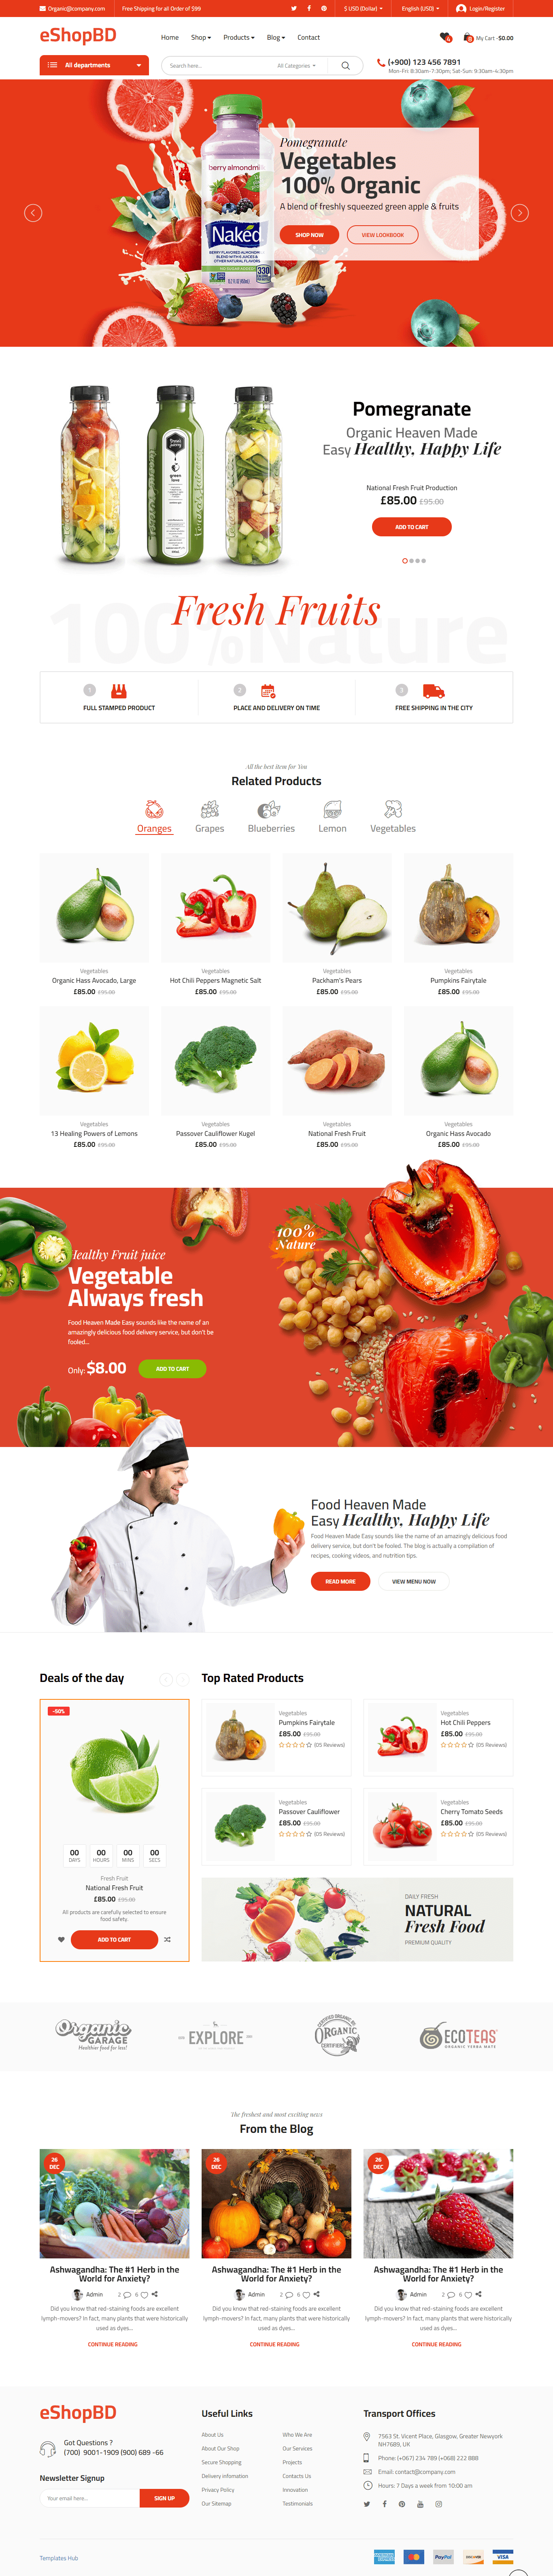 Organic@company.com
Free Shipping for all Order of $99
$ USD (Dollar)
English (USD)
Login/Register
eShopBD
Home Shop Products Blog Contact
My Cart -$0.00
All departments
Search here...
All Categories
(+900) 123 456 7891
Mon-Fri: 8:30am-7:30pm; Sat-Sun: 9:30am-4:30pm
berry almondmi
Naked
330
Pomegranate
Vegetables
100% Organic
A blend of freshly squeezed green apple & fruits
SHOP NOW
VIEW LOOKBOOK
green
love
Pomegranate
Organic Heaven Made
Easy Healthy, Happy Life
National Fresh Fruit Production
£85.00 £95.00
ADD TO CART
100%Nature
Fresh Fruits
1
2
3
FULL STAMPED PRODUCT
PLACE AND DELIVERY ON TIME
FREE SHIPPING IN THE CITY
All the best item for You
Related Products
Oranges Grapes Blueberries Lemon Vegetables
Vegetables
Organic Hass Avocado, Large
£85.00 £95.00
Vegetables
Hot Chili Peppers Magnetic Salt
£85.00 £95.00
Vegetables
Packham's Pears
£85.00 £95.00
Vegetables
Pumpkins Fairytale
£85.00 £95.00
Vegetables
13 Healing Powers of Lemons
£85.00 £95.00
Vegetables
Passover Cauliflower Kugel
£85.00 £95.00
Vegetables
National Fresh Fruit
£85.00 £95.00
Vegetables
Organic Hass Avocado
£85.00 £95.00
Healthy Fruit juice
Vegetable
Always fresh
Food Heaven Made Easy sounds like the name of an
amazingly delicious food delivery service, but don't be
fooled...
Only: $8.00
ADD TO CART
100%
Nature
Food Heaven Made
Easy Healthy, Happy Life
Food Heaven Made Easy sounds like the name of an amazingly delicious food
delivery service, but don't be fooled. The blog is actually a compilation of
recipes, cooking videos, and nutrition tips.
READ MORE
VIEW MENU NOW
Deals of the day
-50%
00 00 00 00
DAYS HOURS MINS SECS
Fresh Fruit
National Fresh Fruit
£85.00 £95.00
All products are carefully selected to ensure
food safety.
ADD TO CART
Top Rated Products
Vegetables
Pumpkins Fairytale
£85.00 £95.00
(05 Reviews)
Vegetables
Hot Chili Peppers
£85.00 £95.00
(05 Reviews)
Vegetables
Passover Cauliflower
£85.00 £95.00
(05 Reviews)
Vegetables
Cherry Tomato Seeds
£85.00 £95.00
(05 Reviews)
DAILY FRESH
NATURAL
Fresh Food
PREMIUM QUALITY
Organic
GARAGE
Healthier food for less!
EXPLORE
CERTIFIED ORGANIC BY
ORGANIC
CERTIFIERS
ECOTEAS
ORGANIC YERBA MATE
The freshest and most exciting news
From the Blog
26
DEC
Ashwagandha: The #1 Herb in the
World for Anxiety?
Admin 2 6
Did you know that red-staining foods are excellent
lymph-movers? In fact, many plants that were historically
used as dyes...
CONTINUE READING
26
DEC
Ashwagandha: The #1 Herb in the
World for Anxiety?
Admin 2 6
Did you know that red-staining foods are excellent
lymph-movers? In fact, many plants that were historically
used as dyes...
CONTINUE READING
26
DEC
Ashwagandha: The #1 Herb in the
World for Anxiety?
Admin 2 6
Did you know that red-staining foods are excellent
lymph-movers? In fact, many plants that were historically
used as dyes...
CONTINUE READING
eShopBD
Got Questions ?
(700) 9001-1909 (900) 689 -66
Newsletter Signup
Your email here...
SIGN UP
Useful Links
About Us
About Our Shop
Secure Shopping
Delivery infomation
Privacy Policy
Our Sitemap
Who We Are
Our Services
Projects
Contacts Us
Innovation
Testimonials
Transport Offices
7563 St. Vicent Place, Glasgow, Greater Newyork
NH7689, UK
Phone: (+067) 234 789 (+068) 222 888
Email: contact@company.com
Hours: 7 Days a week from 10:00 am
Templates Hub
PayPal
DISCOVER
VISA